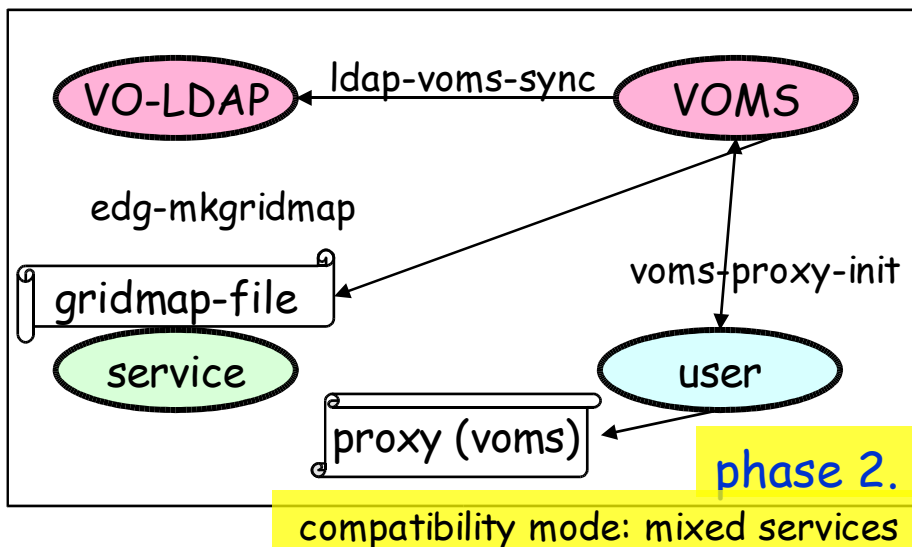 VO-LDAP
ldap-voms-sync
VOMS
edg-mkgridmap
voms-proxy-init
gridmap-file
service
user
proxy (voms)
phase 2.
compatibility mode: mixed services